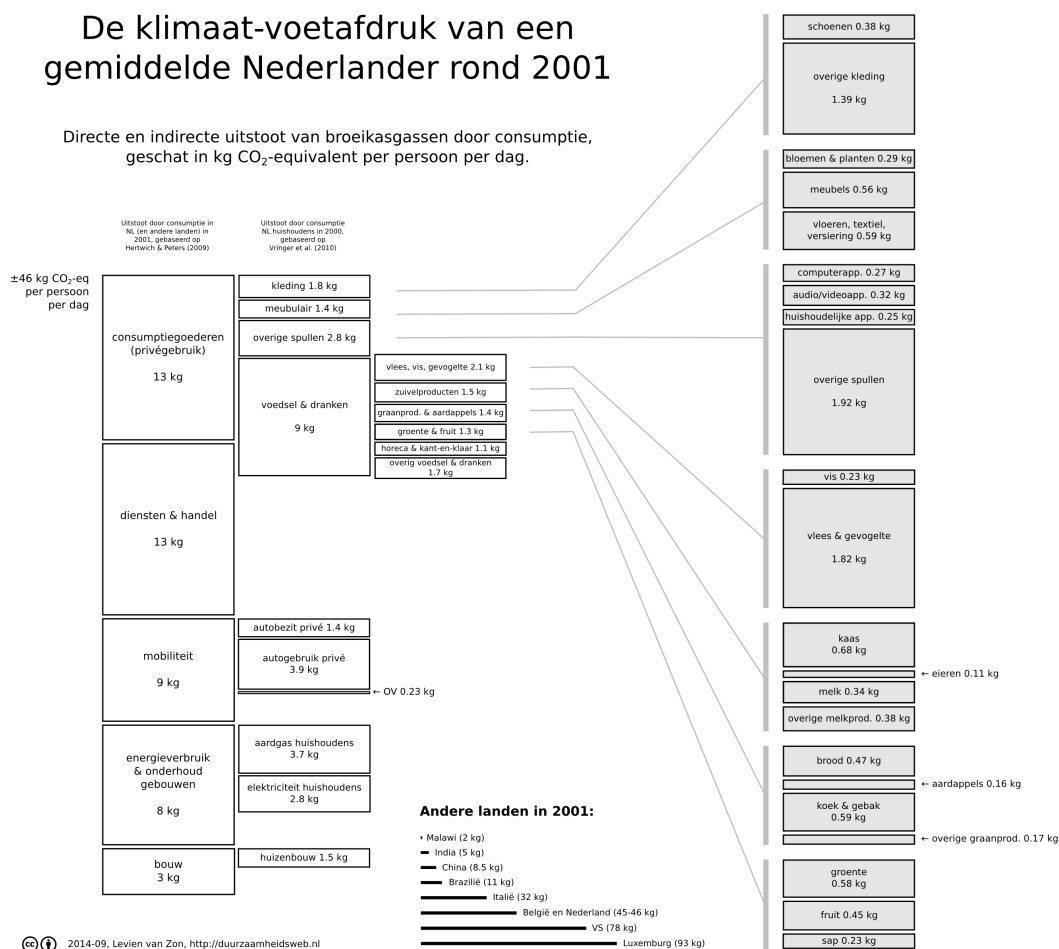 De klimaat-voetafdruk van een
gemiddelde Nederlander rond 2001
Directe en indirecte uitstoot van broeikasgassen door consumptie,
geschat in kg CO₂-equivalent per persoon per dag.
Uitstoot door consumptie in
NL (en andere landen) in
2001, gebaseerd op
Hertwich & Peters (2009)
Uitstoot door consumptie
NL huishoudens in 2000,
gebaseerd op
Vringer et al. (2010)
±46 kg CO₂-eq
per persoon
per dag
consumptiegoederen
(privégebruik)
13 kg
diensten & handel
13 kg
mobiliteit
9 kg
energieverbruik
& onderhoud
gebouwen
8 kg
bouw
3 kg
kleding 1.8 kg
meubulair 1.4 kg
overige spullen 2.8 kg
voedsel & dranken
9 kg
autobezit privé 1.4 kg
autogebruik privé
3.9 kg
← OV 0.23 kg
aardgas huishoudens
3.7 kg
elektriciteit huishoudens
2.8 kg
huizenbouw 1.5 kg
vlees, vis, gevogelte 2.1 kg
zuivelproducten 1.5 kg
graanprod. & aardappels 1.4 kg
groente & fruit 1.3 kg
horeca & kant-en-klaar 1.1 kg
overig voedsel & dranken
1.7 kg
schoenen 0.38 kg
overige kleding
1.39 kg
bloemen & planten 0.29 kg
meubels 0.56 kg
vloeren, textiel,
versiering 0.59 kg
computerapp. 0.27 kg
audio/videoapp. 0.32 kg
huishoudelijke app. 0.25 kg
overige spullen
1.92 kg
vis 0.23 kg
vlees & gevogelte
1.82 kg
kaas
0.68 kg
← eieren 0.11 kg
melk 0.34 kg
overige melkprod. 0.38 kg
brood 0.47 kg
← aardappels 0.16 kg
koek & gebak
0.59 kg
← overige graanprod. 0.17 kg
groente
0.58 kg
fruit 0.45 kg
sap 0.23 kg
Andere landen in 2001:
Malawi (2 kg)
India (5 kg)
China (8.5 kg)
Brazilië (11 kg)
Italië (32 kg)
België en Nederland (45-46 kg)
VS (78 kg)
Luxemburg (93 kg)
cc 2014-09, Levien van Zon, http://duurzaamheidsweb.nl